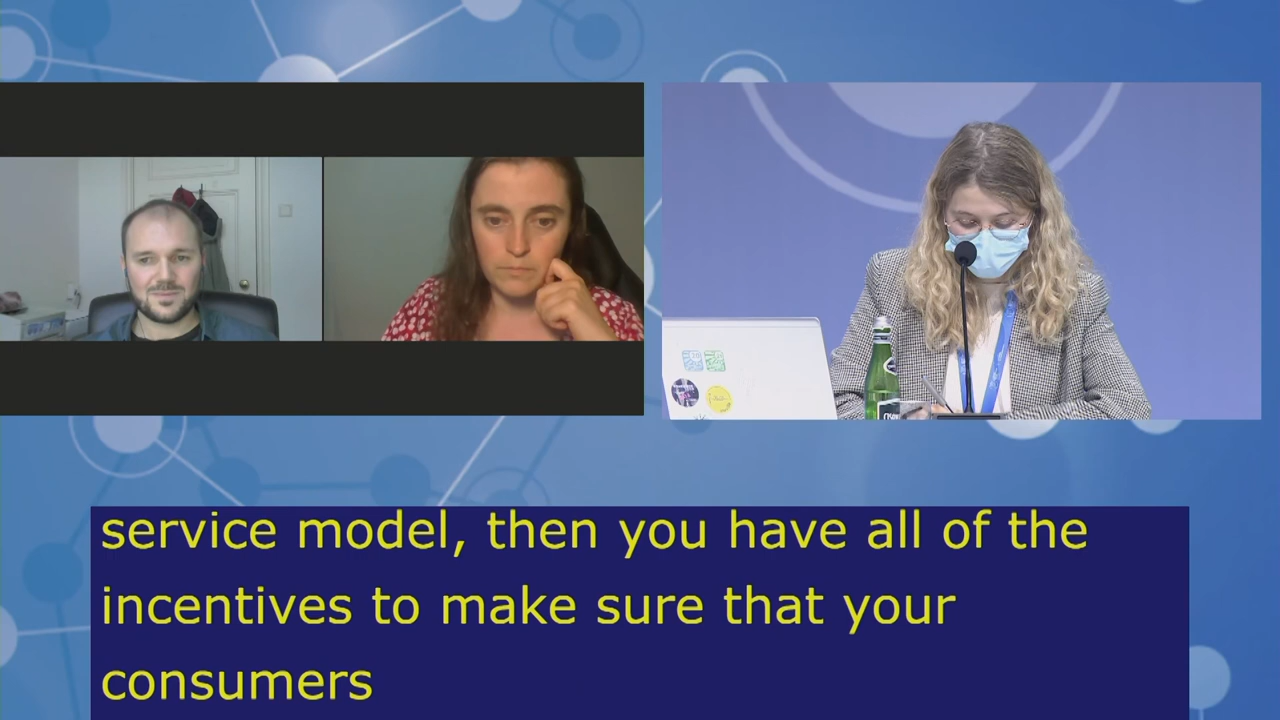 service model, then you have all of the
incentives to make sure that your
consumers